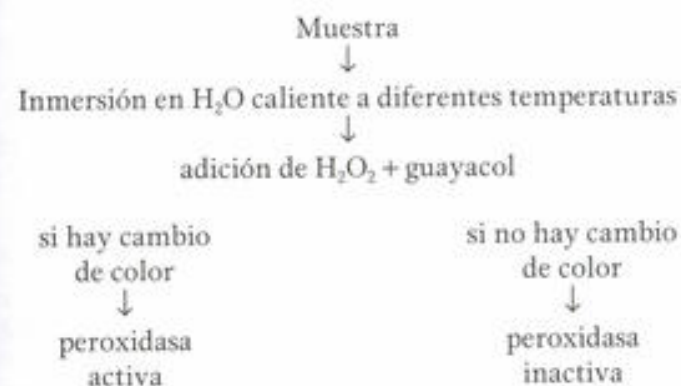 Muestra
↓
Inmersión en H₂O caliente a diferentes temperaturas
↓
adición de H₂O₂ + guayacol
si hay cambio
de color
↓
peroxidasa
activa
si no hay cambio
de color
↓
peroxidasa
inactiva